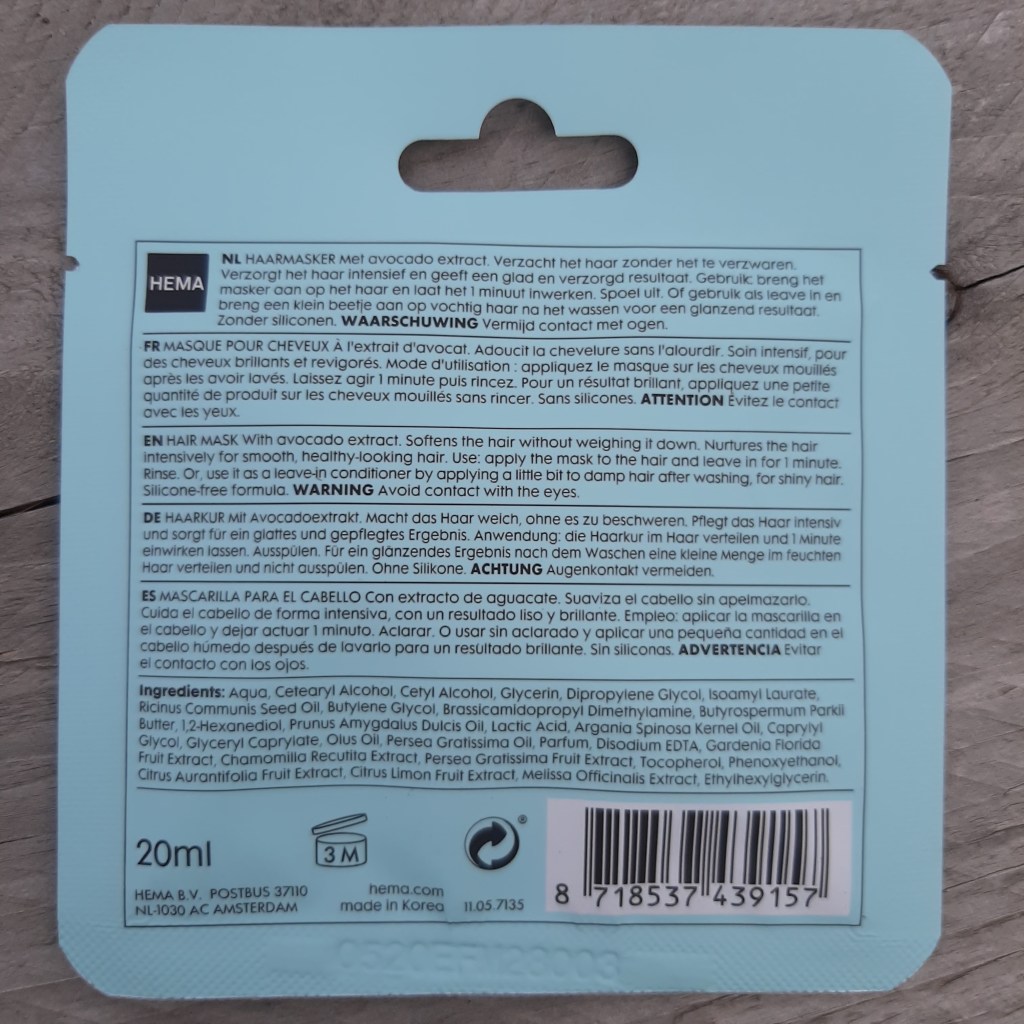 HEMA
NL HAARMASKER Met avocado extract. Verzacht het haar zonder het te verzwaren.
Verzorgt het haar intensief en geeft een glad en verzorgd resultaat. Gebruik: breng het
masker aan op het haar en laat het 1 minuut inwerken. Spoel uit. Of gebruik als leave in en
breng een klein beetje aan op vochtig haar na het wassen voor een glanzend resultaat.
Zonder siliconen. WAARSCHUWING Vermijd contact met ogen.
FR MASQUE POUR CHEVEUX À l'extrait d'avocat. Adoucit la chevelure sans l'alourdir. Soin intensif, pour
des cheveux brillants et revigorés. Mode d'utilisation : appliquez le masque sur les cheveux mouillés
après les avoir lavés. Laissez agir 1 minute puis rincez. Pour un résultat brillant, appliquez une petite
quantité de produit sur les cheveux mouillés sans rincer. Sans silicones. ATTENTION Évitez le contact
avec les yeux.
EN HAIR MASK With avocado extract. Softens the hair without weighing it down. Nurtures the hair
intensively for smooth, healthy-looking hair. Use: apply the mask to the hair and leave in for 1 minute.
Rinse. Or, use it as a leave-in conditioner by applying a little bit to damp hair after washing, for shiny hair.
Silicone-free formula. WARNING Avoid contact with the eyes.
DE HAARKUR Mit Avocadoextrakt. Macht das Haar weich, ohne es zu beschweren. Pflegt das Haar intensiv
und sorgt für ein glattes und gepflegtes Ergebnis. Anwendung: die Haarkur im Haar verteilen und 1 Minute
einwirken lassen. Ausspülen. Für ein glänzendes Ergebnis nach dem Waschen eine kleine Menge im feuchten
Haar verteilen und nicht ausspülen. Ohne Silikone. ACHTUNG Augenkontakt vermeiden.
ES MASCARILLA PARA EL CABELLO Con extracto de aguacate. Suaviza el cabello sin apelmazarlo.
Cuida el cabello de forma intensiva, con un resultado liso y brillante. Empleo: aplicar la mascarilla en
el cabello y dejar actuar 1 minuto. Aclarar. O usar sin aclarado y aplicar una pequeña cantidad en el
cabello húmedo después de lavarlo para un resultado brillante. Sin siliconas. ADVERTENCIA Evitar
el contacto con los ojos.
Ingredients: Aqua, Cetearyl Alcohol, Cetyl Alcohol, Glycerin, Dipropylene Glycol, Isoamyl Laurate,
Ricinus Communis Seed Oil, Butylene Glycol, Brassicamidopropyl Dimethylamine, Butyrospermum Parkii
Butter, 1,2-Hexanediol, Prunus Amygdalus Dulcis Oil, Lactic Acid, Argania Spinosa Kernel Oil, Caprylyl
Glycol, Glyceryl Caprylate, Olus Oil, Persea Gratissima Oil, Parfum, Disodium EDTA, Gardenia Florida
Fruit Extract, Chamomilla Recutita Extract, Persea Gratissima Fruit Extract, Tocopherol, Phenoxyethanol,
Citrus Aurantifolia Fruit Extract, Citrus Limon Fruit Extract, Melissa Officinalis Extract, Ethylhexylglycerin.
20ml
3 M
®
HEMA B.V. POSTBUS 37110
NL-1030 AC AMSTERDAM
hema.com
made in Korea
11.05.7135
8 718537 439157